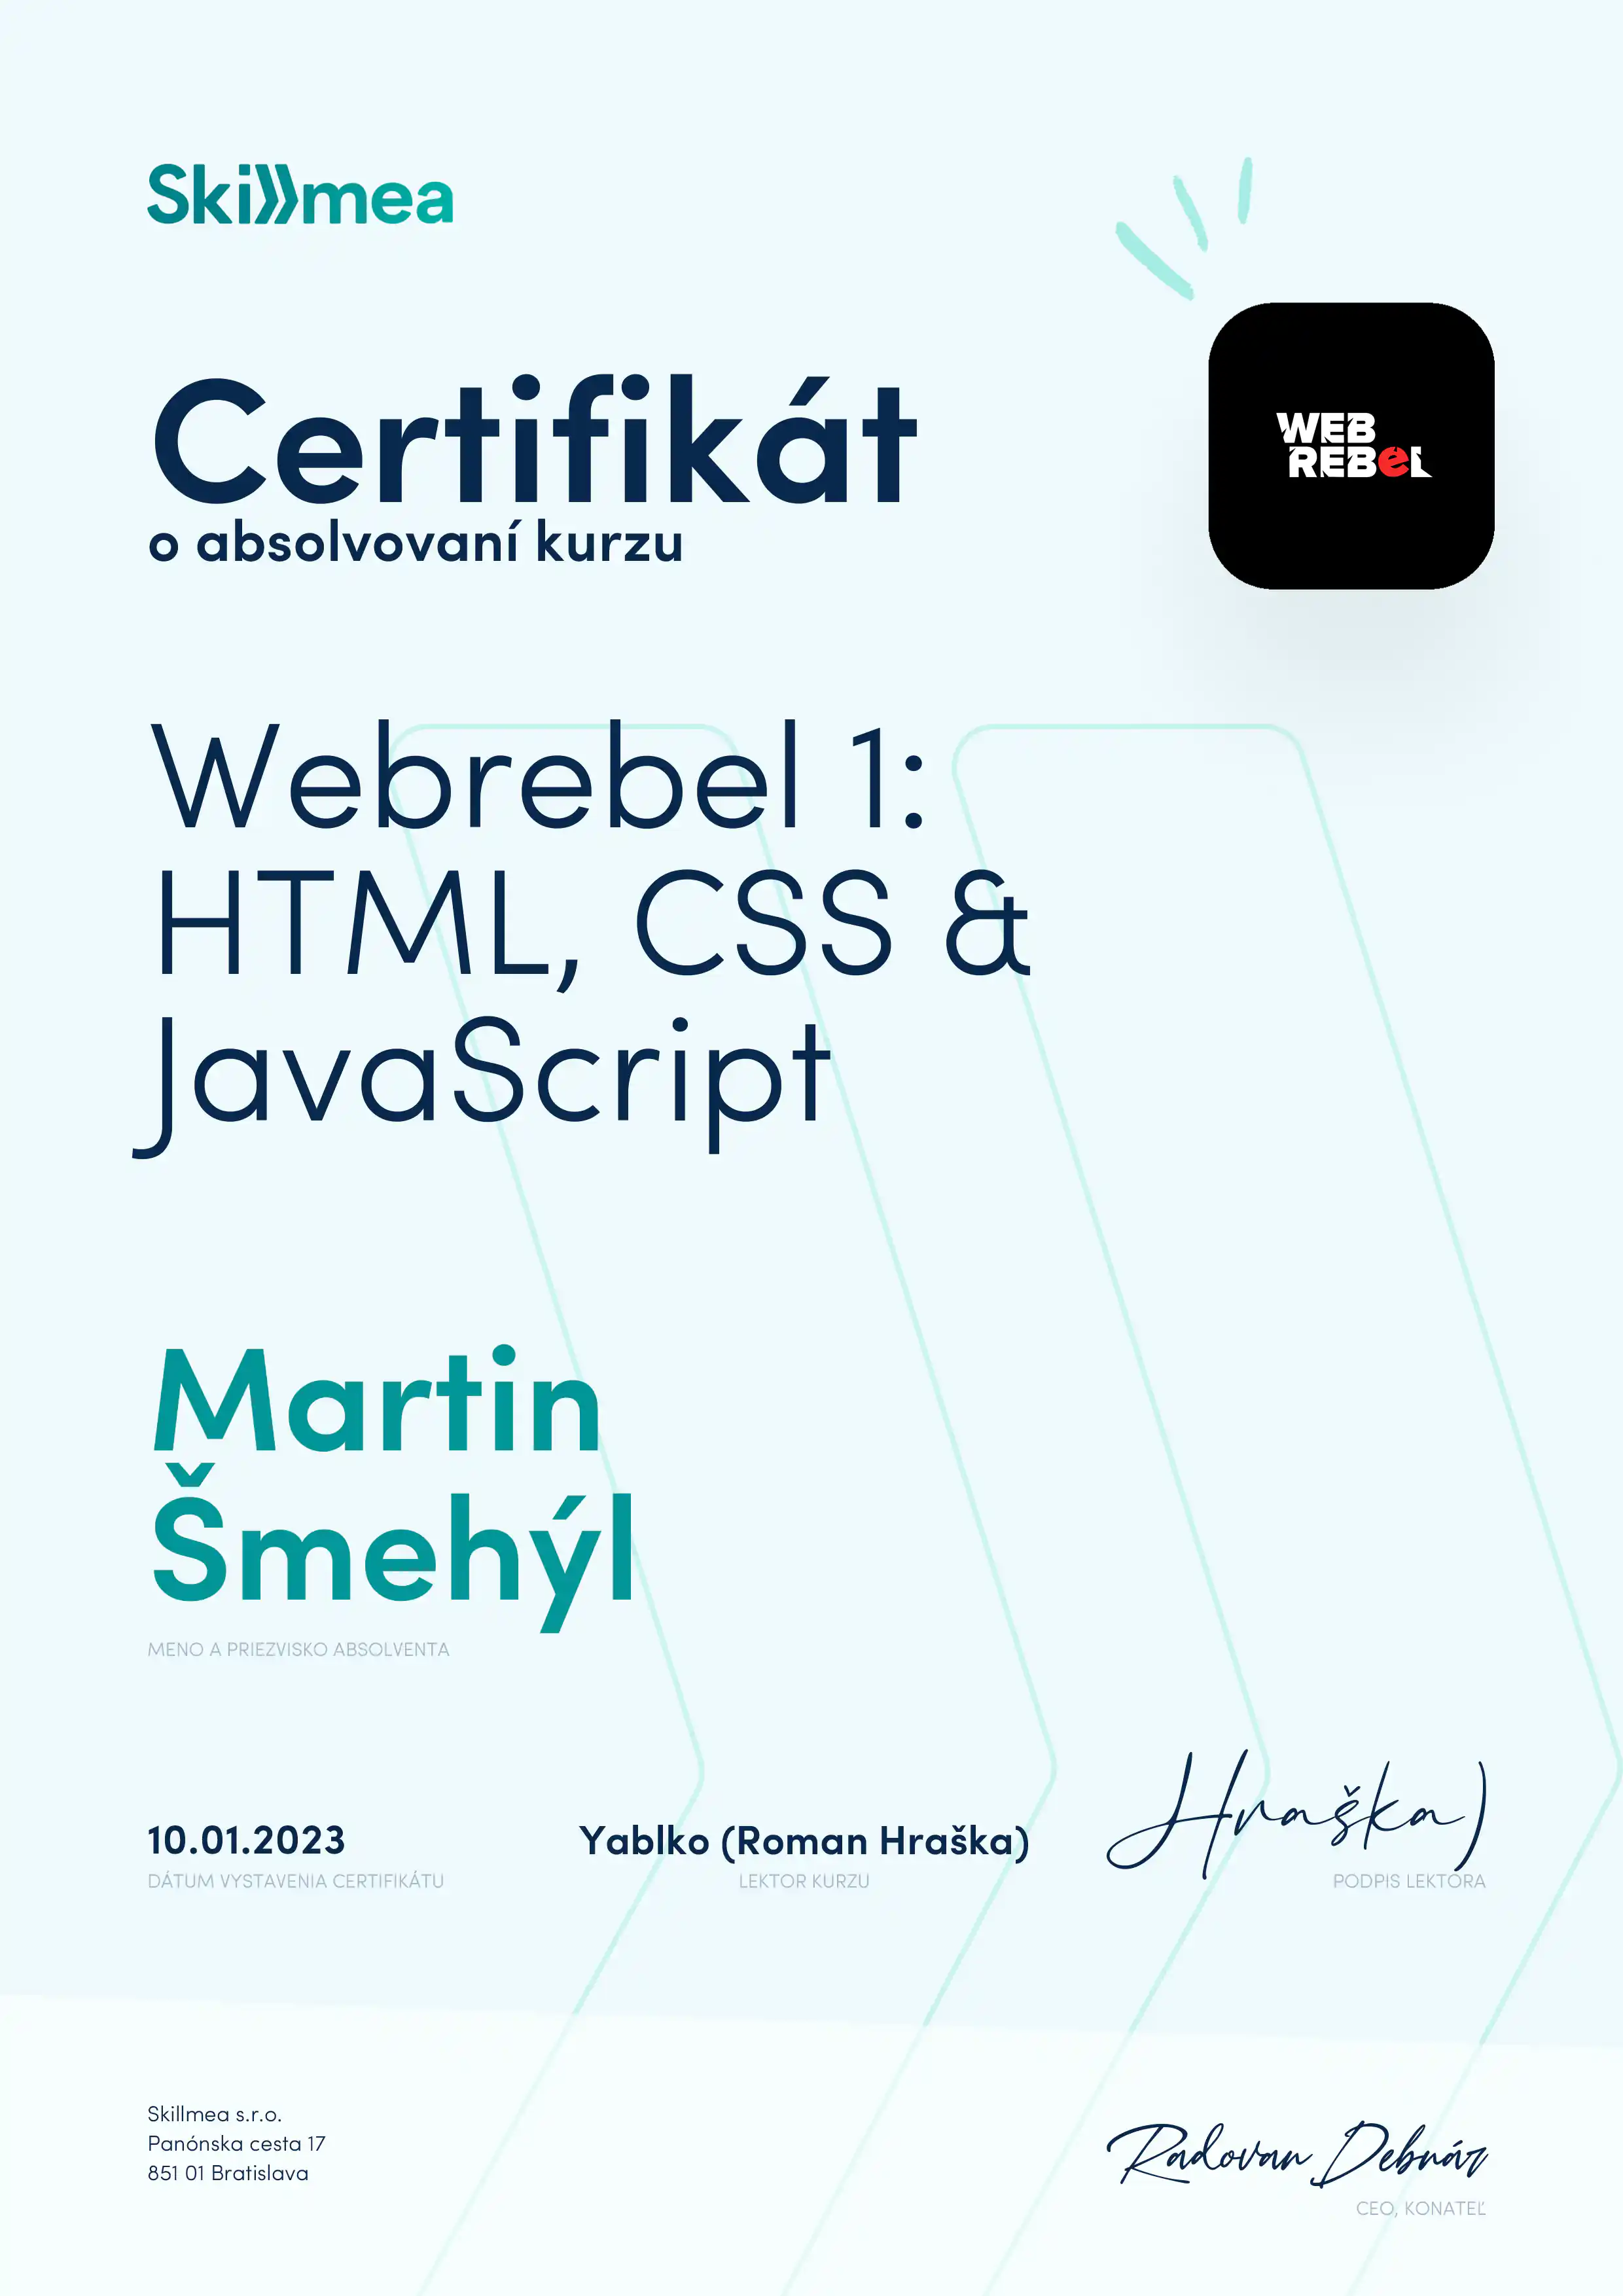 Skillmea
WEB
REBEL
Certifikát
o absolvovaní kurzu
Webrebel 1:
HTML, CSS &
JavaScript
Martin
Šmehýl
MENO A PRIEZVISKO ABSOLVENTA
Hraška)
10.01.2023
Yablko (Roman Hraška)
DÁTUM VYSTAVENIA CERTIFIKÁTU
LEKTOR KURZU
PODPIS LEKTORA
Skillmea s.r.o.
Panónska cesta 17
851 01 Bratislava
Radovan Debnár
CEO, KONATEĽ